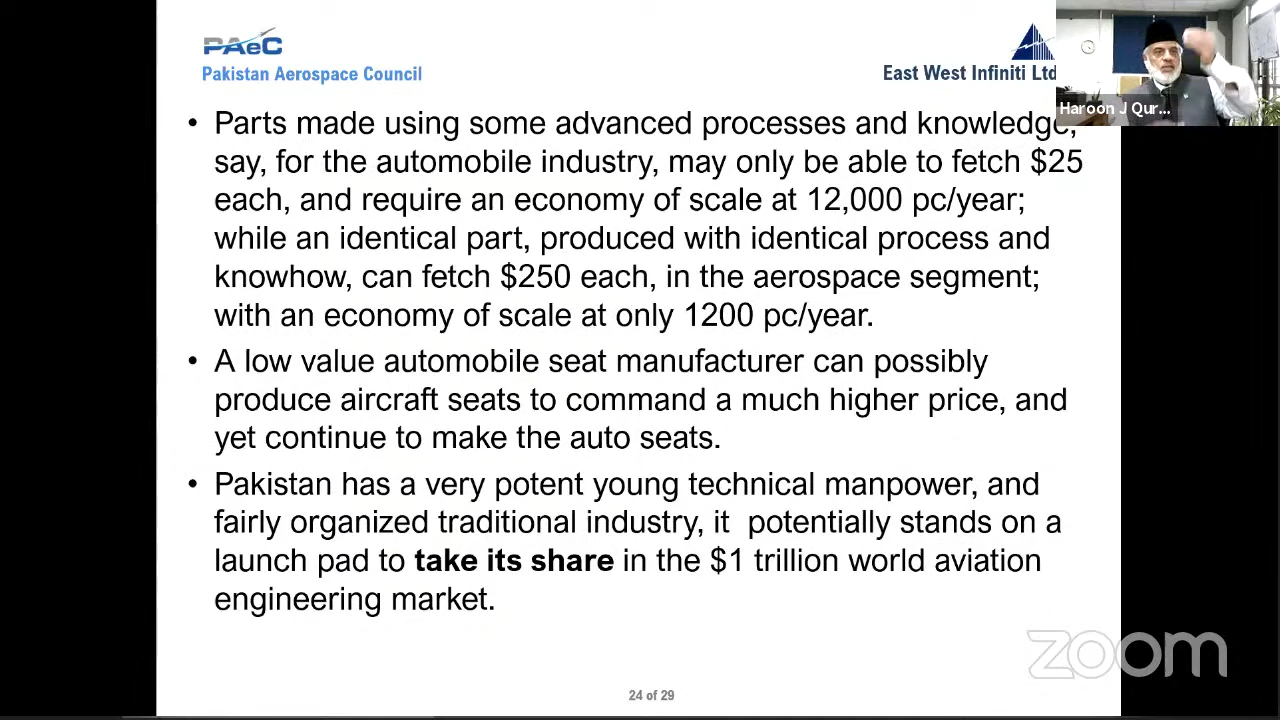 PAeC
Pakistan Aerospace Council
East West Infiniti Ltd
Haroon J Qur...
• Parts made using some advanced processes and knowledge,
say, for the automobile industry, may only be able to fetch $25
each, and require an economy of scale at 12,000 pc/year;
while an identical part, produced with identical process and
knowhow, can fetch $250 each, in the aerospace segment;
with an economy of scale at only 1200 pc/year.
• A low value automobile seat manufacturer can possibly
produce aircraft seats to command a much higher price, and
yet continue to make the auto seats.
• Pakistan has a very potent young technical manpower, and
fairly organized traditional industry, it potentially stands on a
launch pad to take its share in the $1 trillion world aviation
engineering market.
zoom
24 of 29